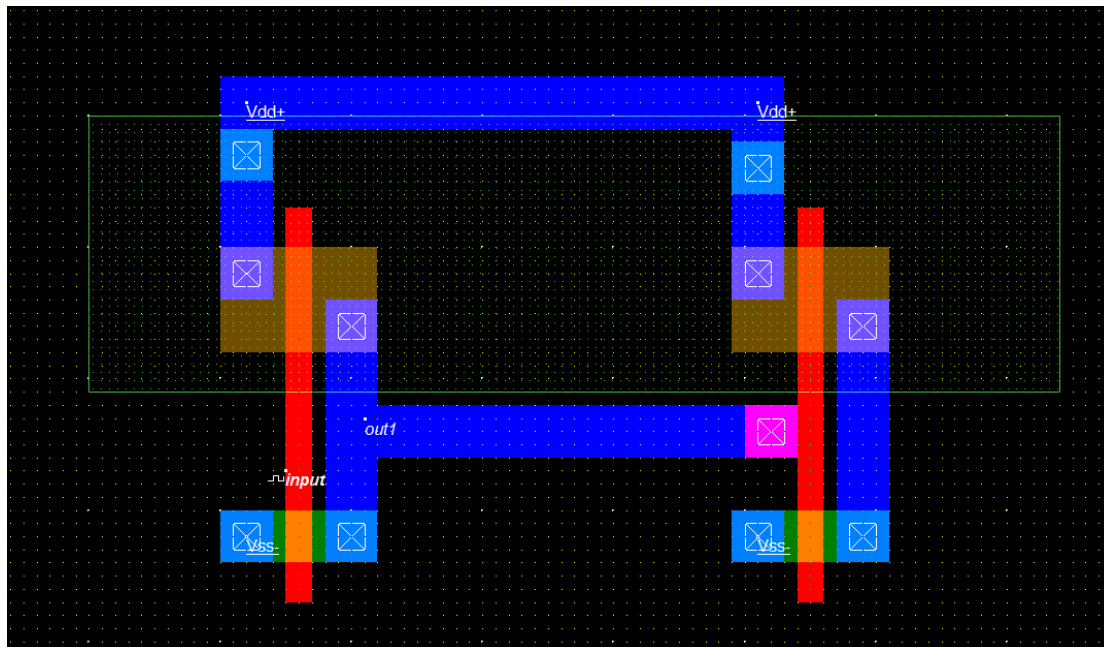 Vdd+
Vdd+
out1
input
Vss-
Vss-